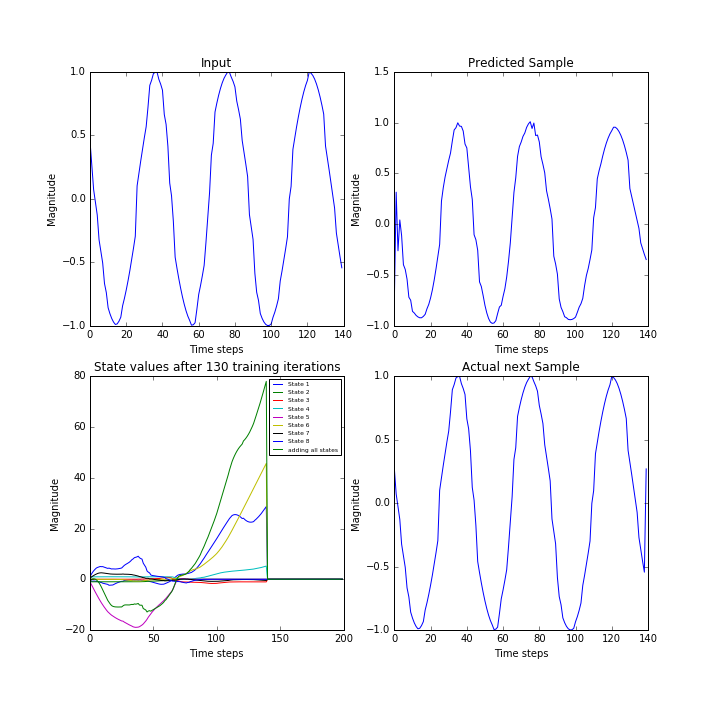 Input
1.0
0.5
0.0
−0.5
−1.0
Magnitude
0 20 40 60 80 100 120 140
Time steps
Predicted Sample
1.5
1.0
0.5
0.0
−0.5
−1.0
Magnitude
0 20 40 60 80 100 120 140
Time steps
State values after 130 training iterations
80
60
40
20
0
−20
Magnitude
0 50 100 150 200
Time steps
State 1
State 2
State 3
State 4
State 5
State 6
State 7
State 8
adding all states
Actual next Sample
1.0
0.5
0.0
−0.5
−1.0
Magnitude
0 20 40 60 80 100 120 140
Time steps